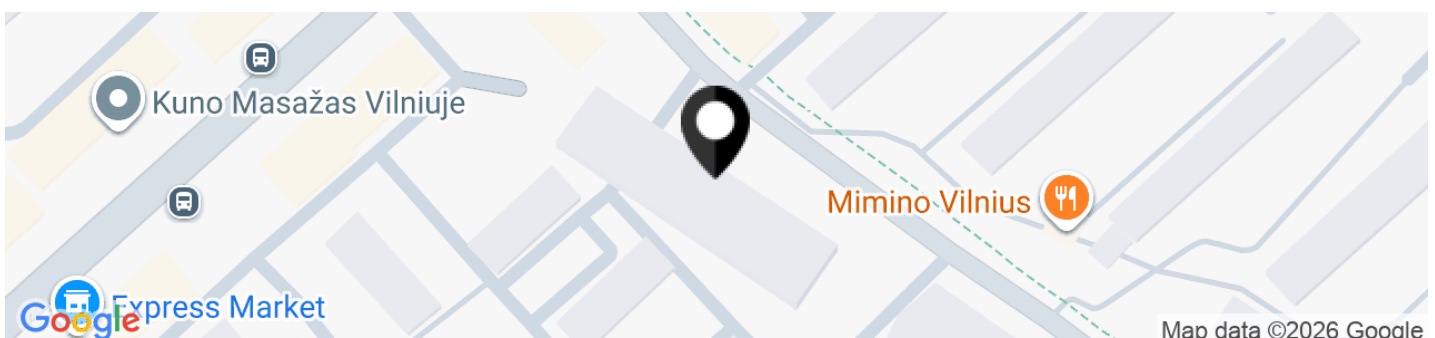 Kuno Masažas Vilniuje
Mimino Vilnius
Express Market
Google
Map data ©2026 Google